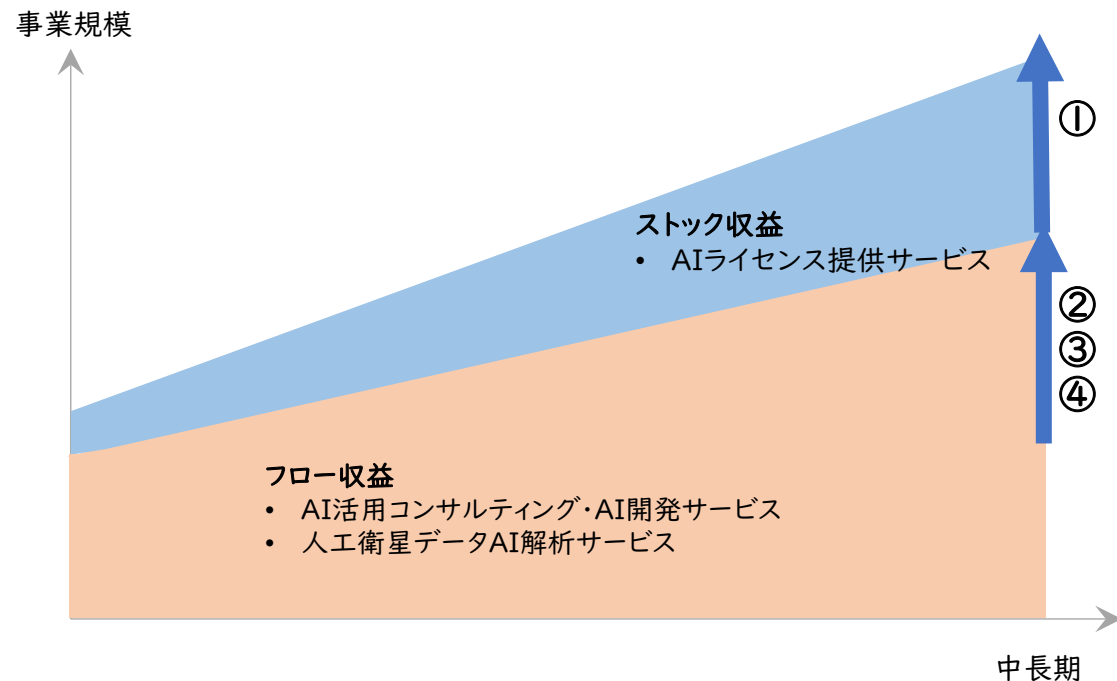 事業規模
①
ストック収益
• AIライセンス提供サービス
②
③
④
フロー収益
• AI活用コンサルティング・AI開発サービス
• 人工衛星データAI解析サービス
中長期